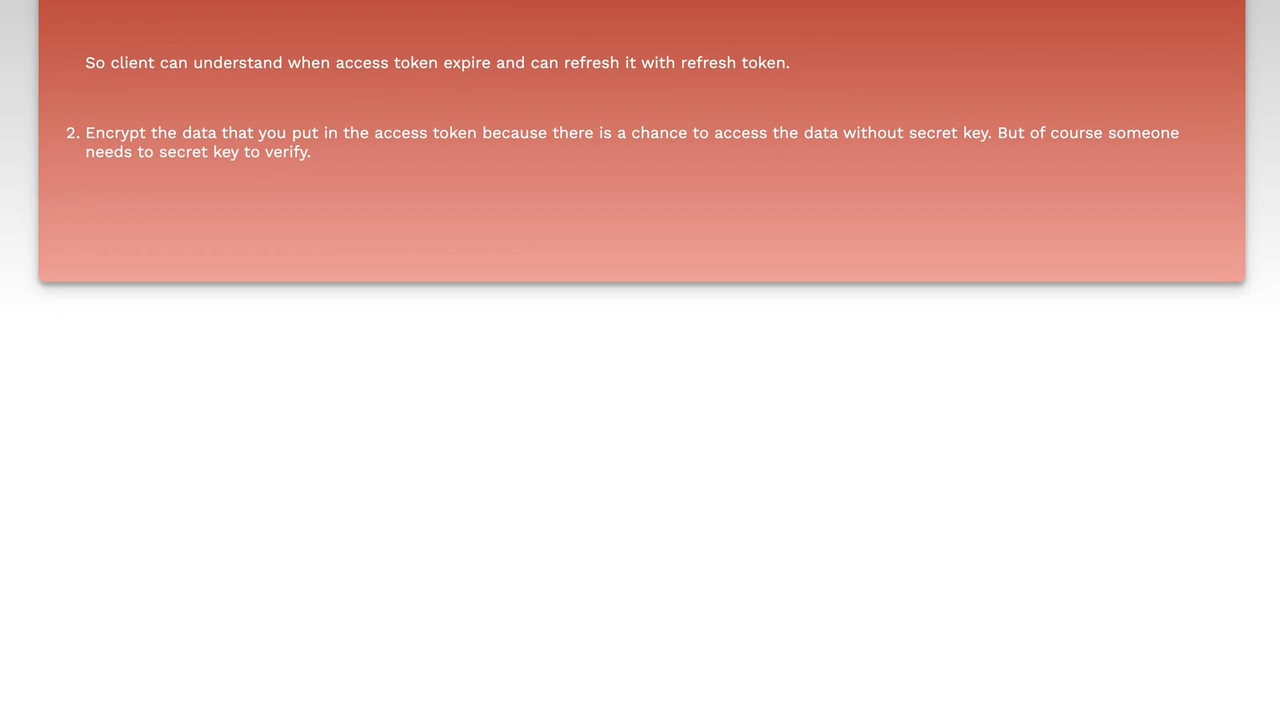 So client can understand when access token expire and can refresh it with refresh token.
2. Encrypt the data that you put in the access token because there is a chance to access the data without secret key. But of course someone
needs to secret key to verify.